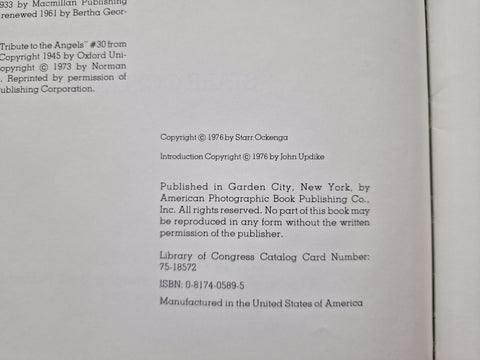 933 by Macmillan Publishing
renewed 1961 by Bertha Geor-
Tribute to the Angels" #30 from
Copyright 1945 by Oxford Uni-
opyright © 1973 by Norman
. Reprinted by permission of
ublishing Corporation.
Copyright © 1976 by Starr Ockenga
Introduction Copyright © 1976 by John Updike
Published in Garden City, New York, by
American Photographic Book Publishing Co.,
Inc. All rights reserved. No part of this book may
be reproduced in any form without the written
permission of the publisher.
Library of Congress Catalog Card Number:
75-18572
ISBN: 0-8174-0589-5
Manufactured in the United States of America